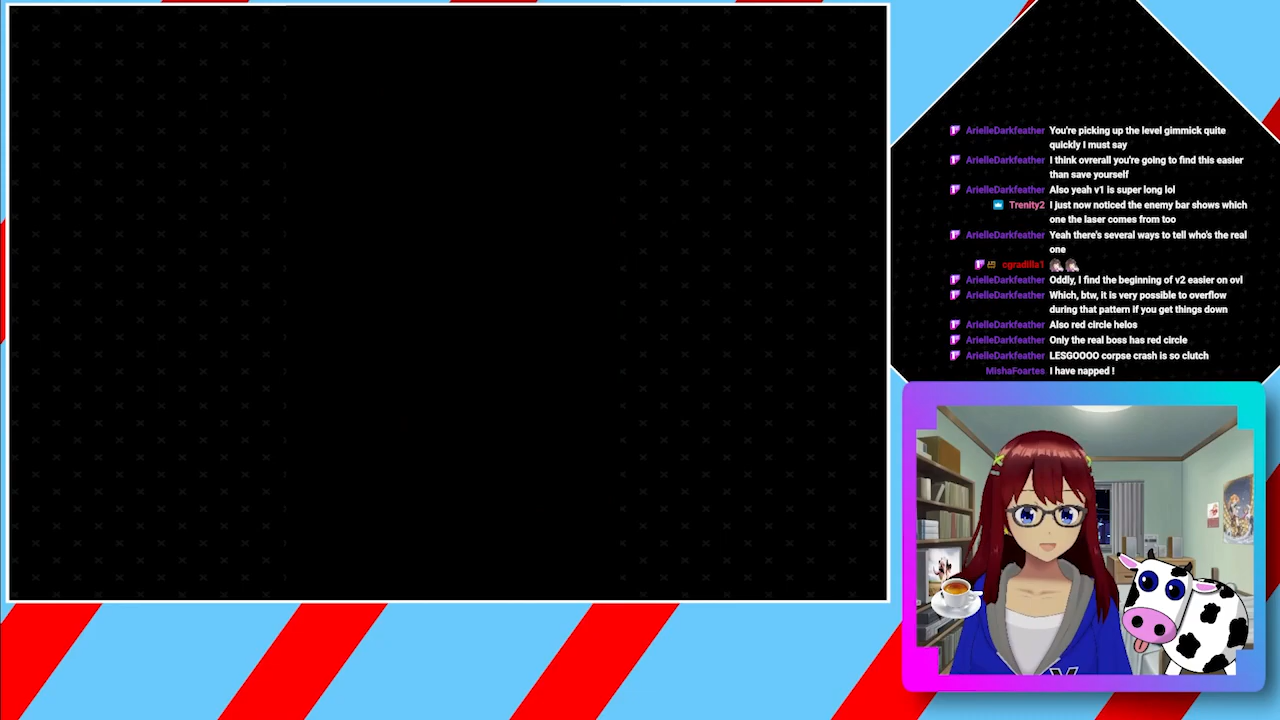 ArielleDarkfeather You're picking up the level gimmick quite
quickly I must say
ArielleDarkfeather I think ovrerall you're going to find this easier
than save yourself
ArielleDarkfeather Also yeah v1 is super long lol
Trenity2 I just now noticed the enemy bar shows which
one the laser comes from too
ArielleDarkfeather Yeah there's several ways to tell who's the real
one
cgradilla1
ArielleDarkfeather Oddly, I find the beginning of v2 easier on ovl
ArielleDarkfeather Which, btw, it is very possible to overflow
during that pattern if you get things down
ArielleDarkfeather Also red circle helos
ArielleDarkfeather Only the real boss has red circle
ArielleDarkfeather LESGOOOO corpse crash is so clutch
MishaFoartes I have napped !